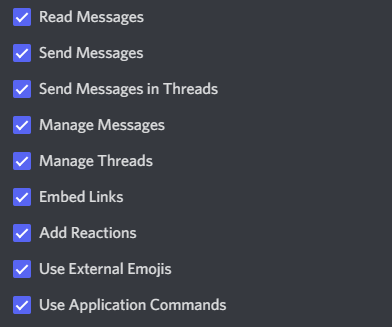 Read Messages
Send Messages
Send Messages in Threads
Manage Messages
Manage Threads
Embed Links
Add Reactions
Use External Emojis
Use Application Commands